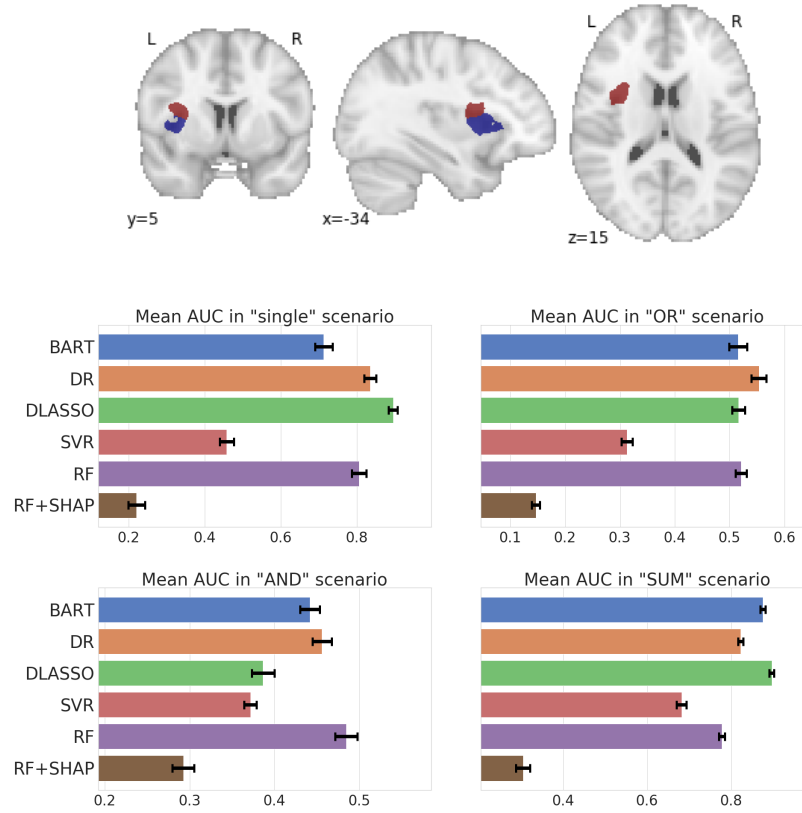 L R
y=5
x=-34
L R
z=15
Mean AUC in "single" scenario
BART
DR
DLASSO
SVR
RF
RF+SHAP
0.2 0.4 0.6 0.8
Mean AUC in "OR" scenario
0.1 0.2 0.3 0.4 0.5 0.6
Mean AUC in "AND" scenario
BART
DR
DLASSO
SVR
RF
RF+SHAP
0.2 0.3 0.4 0.5
Mean AUC in "SUM" scenario
0.4 0.6 0.8